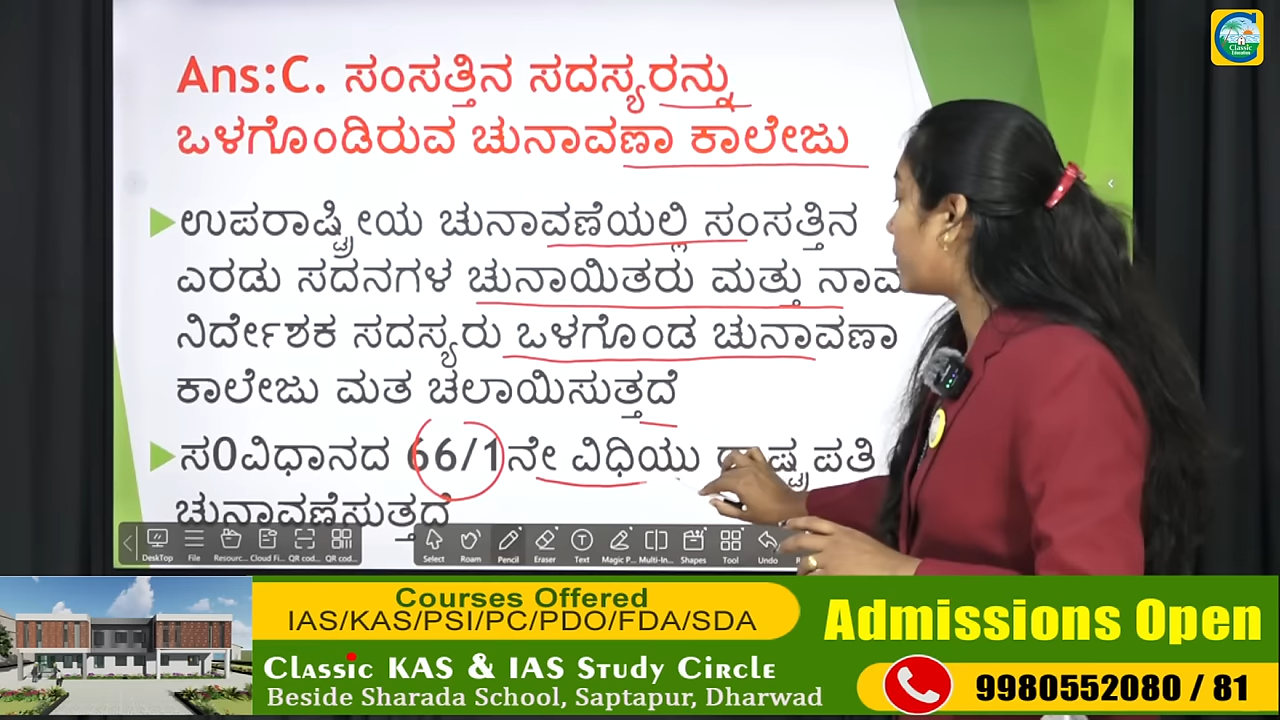 Classic
Education
Ans:C. ಸಂಸತ್ತಿನ ಸದಸ್ಯರನ್ನು
ಒಳಗೊಂಡಿರುವ ಚುನಾವಣಾ ಕಾಲೇಜು
ಉಪರಾಷ್ಟ್ರೀಯ ಚುನಾವಣೆಯಲ್ಲಿ ಸಂಸತ್ತಿನ
ಎರಡು ಸದನಗಳ ಚುನಾಯಿತರು ಮತ್ತು ನಾಮ
ನಿರ್ದೇಶಕ ಸದಸ್ಯರು ಒಳಗೊಂಡ ಚುನಾವಣಾ
ಕಾಲೇಜು ಮತ ಚಲಾಯಿಸುತ್ತದೆ
ಸ0ವಿಧಾನದ 66/1ನೇ ವಿಧಿಯು ರಾಷ್ಟ್ರಪತಿ
ಚುನಾವಣೆಸುತ್ತದೆ
DeskTop File Resourc... Cloud Fi... QR cod... QR cod... Select Roam Pencil Eraser Text Magic P... Multi-In... Shapes Tool Undo
Courses Offered
IAS/KAS/PSI/PC/PDO/FDA/SDA
Classic KAS & IAS Study Circle
Beside Sharada School, Saptapur, Dharwad
Admissions Open
9980552080 / 81